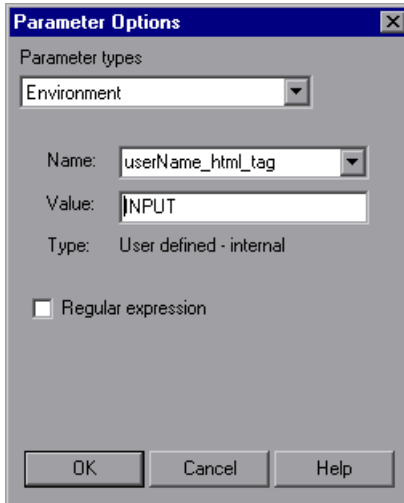 Parameter Options
Parameter types
Environment
Name: userName_html_tag
Value: INPUT
Type: User defined - internal
Regular expression
OK Cancel Help